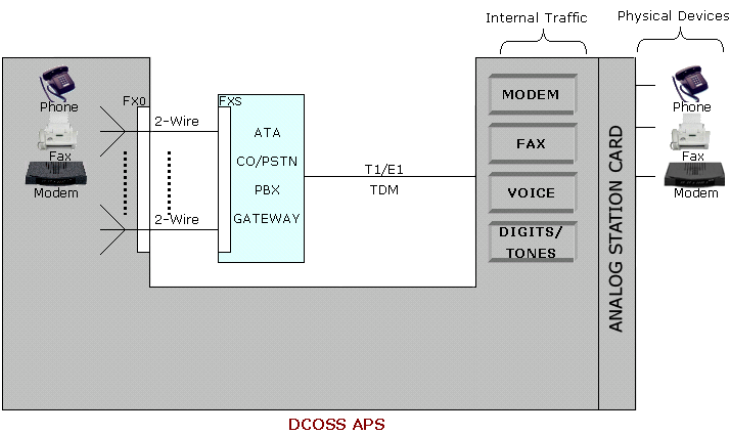 Internal Traffic
Physical Devices
Phone
Fax
Modem
FXO
2-Wire
2-Wire
FXS
ATA
CO/PSTN
PBX
GATEWAY
T1/E1
TDM
MODEM
FAX
VOICE
DIGITS/
TONES
ANALOG STATION CARD
Phone
Fax
Modem
DCOSS APS